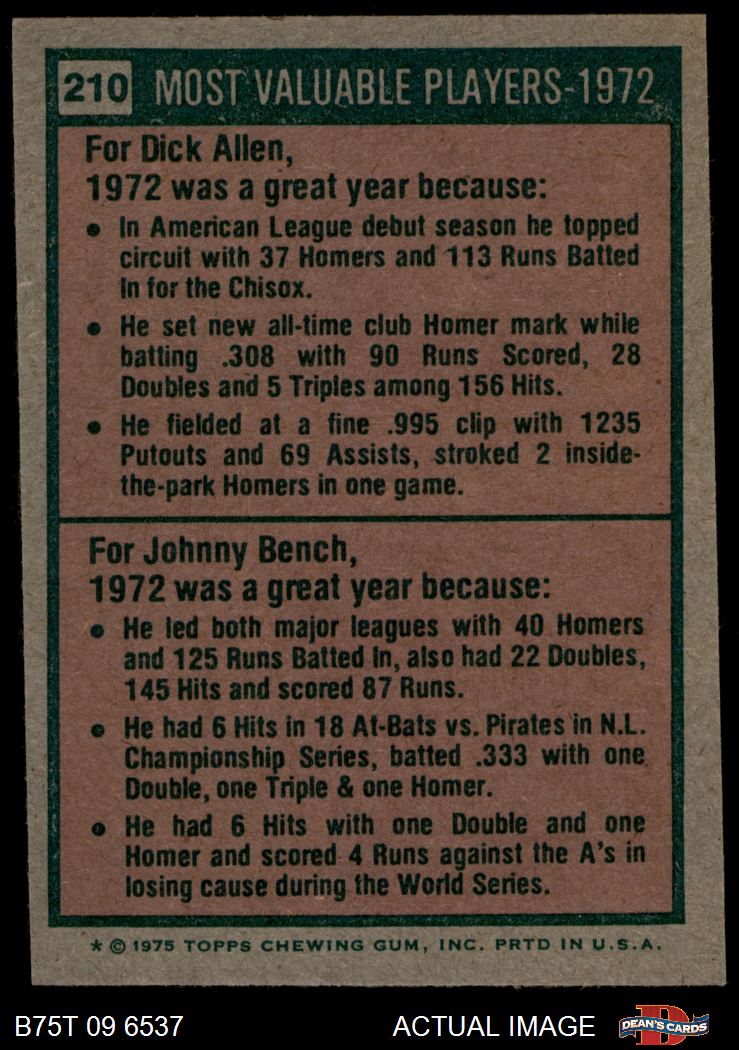 210 MOST VALUABLE PLAYERS-1972
For Dick Allen,
1972 was a great year because:
• In American League debut season he topped
circuit with 37 Homers and 113 Runs Batted
In for the Chisox.
• He set new all-time club Homer mark while
batting .308 with 90 Runs Scored, 28
Doubles and 5 Triples among 156 Hits.
• He fielded at a fine .995 clip with 1235
Putouts and 69 Assists, stroked 2 inside-
the-park Homers in one game.
For Johnny Bench,
1972 was a great year because:
• He led both major leagues with 40 Homers
and 125 Runs Batted In, also had 22 Doubles,
145 Hits and scored 87 Runs.
• He had 6 Hits in 18 At-Bats vs. Pirates in N.L.
Championship Series, batted .333 with one
Double, one Triple & one Homer.
• He had 6 Hits with one Double and one
Homer and scored 4 Runs against the A's in
losing cause during the World Series.
* © 1975 TOPPS CHEWING GUM, INC. PRTD IN U.S.A.
B75T 09 6537 ACTUAL IMAGE D DEAN'S CARDS